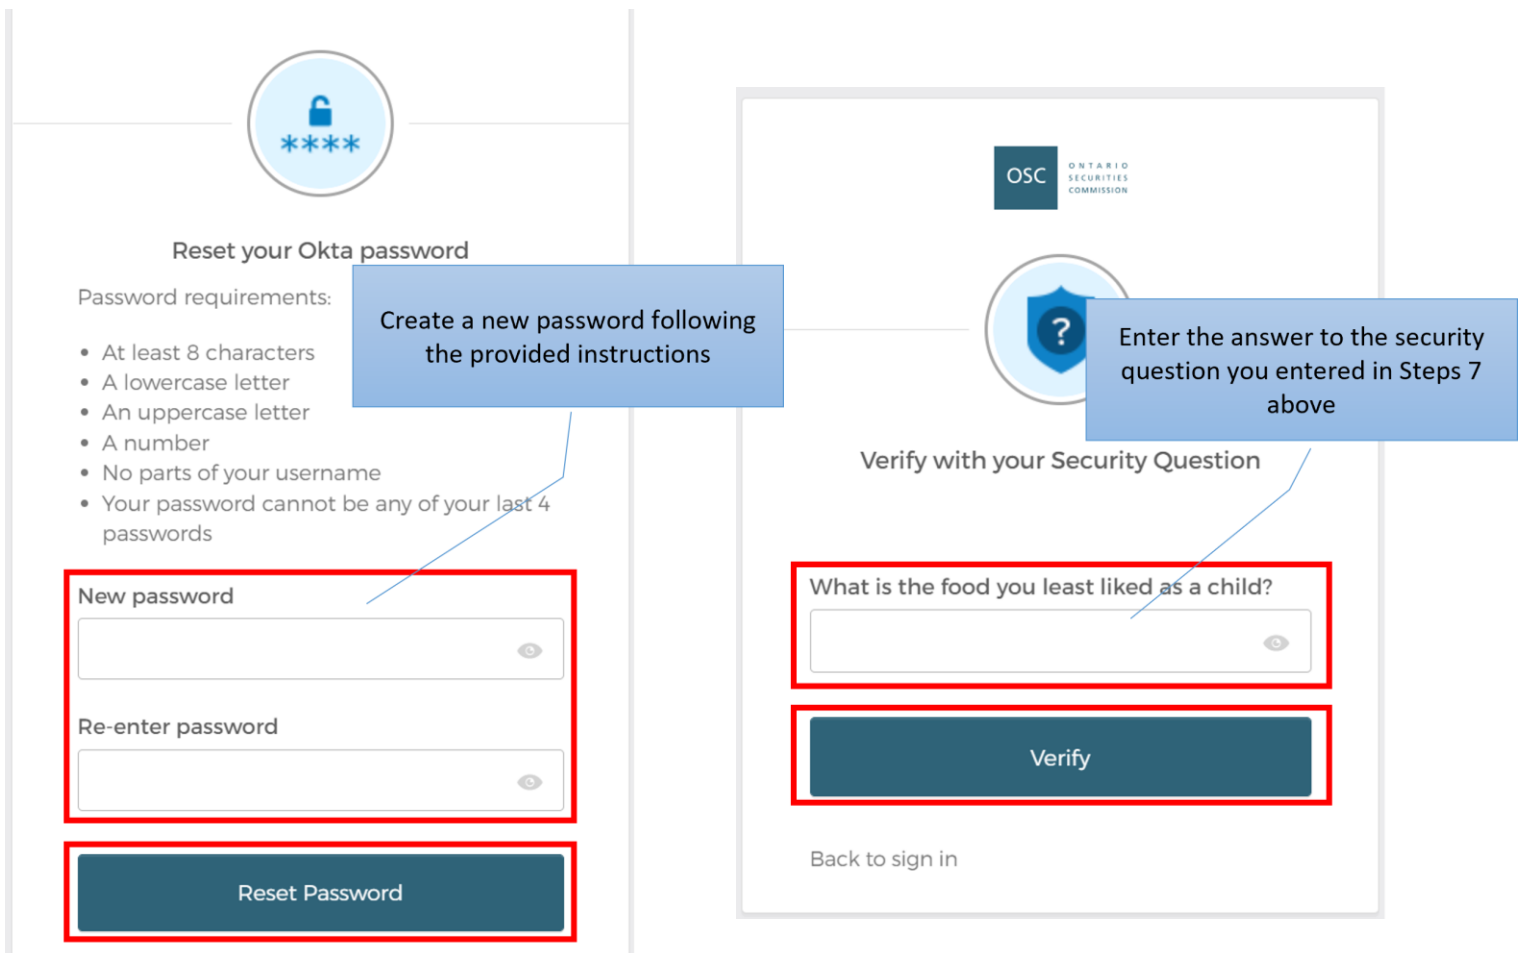 ****
Reset your Okta password
Password requirements:
• At least 8 characters
• A lowercase letter
• An uppercase letter
• A number
• No parts of your username
• Your password cannot be any of your last 4
passwords
Create a new password following
the provided instructions
New password
Re-enter password
Reset Password
OSC
ONTARIO
SECURITIES
COMMISSION
?
Enter the answer to the security
question you entered in Steps 7
above
Verify with your Security Question
What is the food you least liked as a child?
Verify
Back to sign in